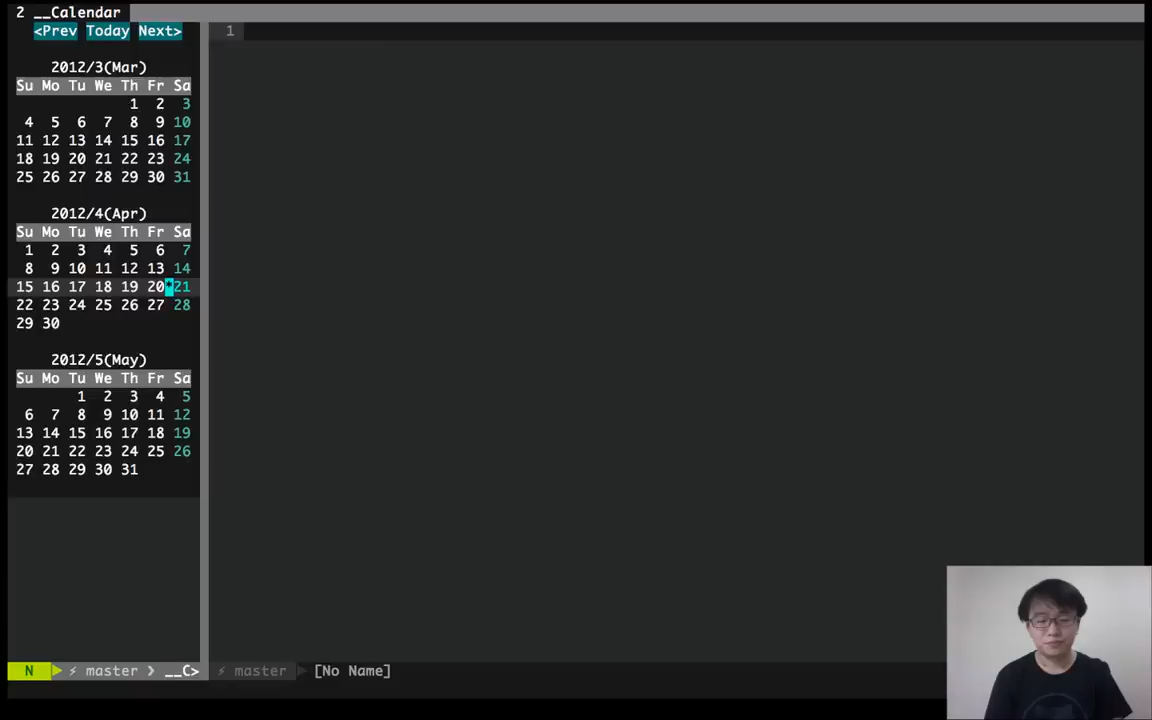 2 __Calendar
<Prev Today Next> 1
2012/3(Mar)
Su Mo Tu We Th Fr Sa
1 2 3
4 5 6 7 8 9 10
11 12 13 14 15 16 17
18 19 20 21 22 23 24
25 26 27 28 29 30 31
2012/4(Apr)
Su Mo Tu We Th Fr Sa
1 2 3 4 5 6 7
8 9 10 11 12 13 14
15 16 17 18 19 20*21
22 23 24 25 26 27 28
29 30
2012/5(May)
Su Mo Tu We Th Fr Sa
1 2 3 4 5
6 7 8 9 10 11 12
13 14 15 16 17 18 19
20 21 22 23 24 25 26
27 28 29 30 31
N ⚡ master ❯ __C> ⚡ master [No Name]